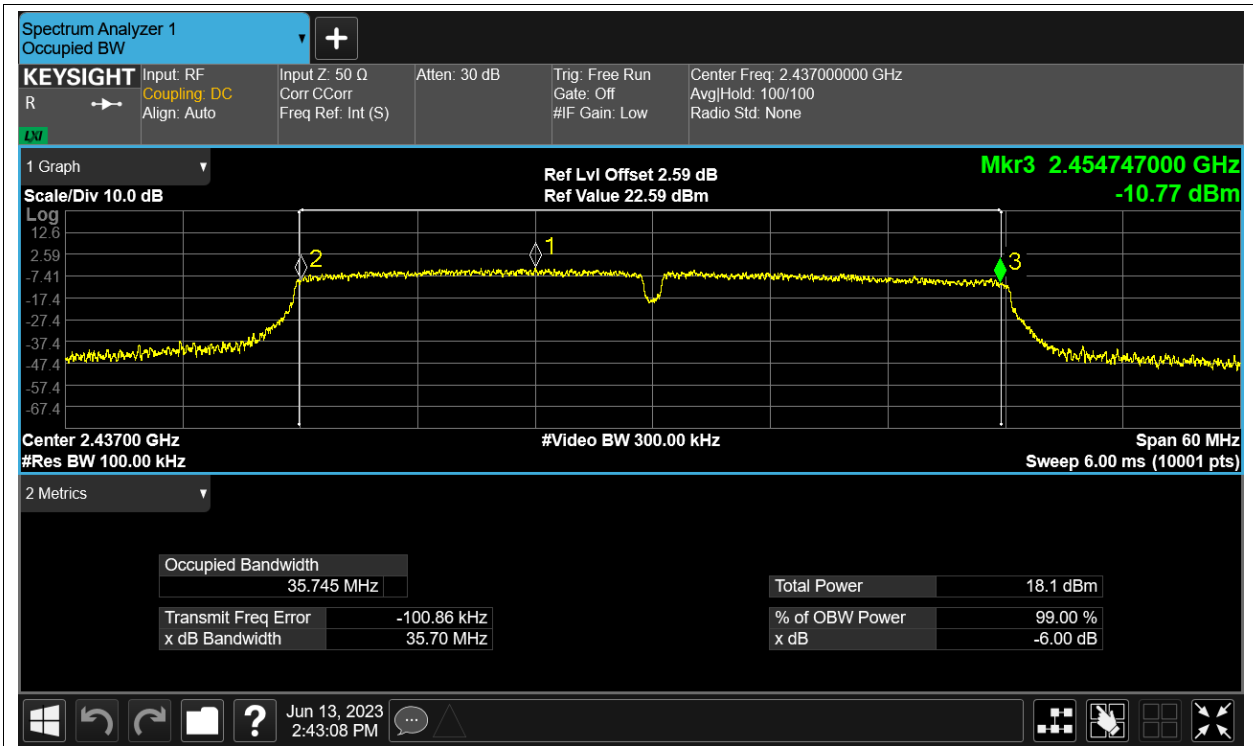 Spectrum Analyzer 1
Occupied BW
KEYSIGHT
R
LXI
Input: RF
Coupling: DC
Align: Auto
Input Z: 50 Ω
Corr CCorr
Freq Ref: Int (S)
Atten: 30 dB
Trig: Free Run
Gate: Off
#IF Gain: Low
Center Freq: 2.437000000 GHz
Avg|Hold: 100/100
Radio Std: None
1 Graph
Scale/Div 10.0 dB
Ref Lvl Offset 2.59 dB
Ref Value 22.59 dBm
Mkr3 2.454747000 GHz
-10.77 dBm
Log
12.6
2.59
-7.41
-17.4
-27.4
-37.4
-47.4
-57.4
-67.4
2
1
3
Center 2.43700 GHz
#Video BW 300.00 kHz
Span 60 MHz
#Res BW 100.00 kHz
Sweep 6.00 ms (10001 pts)
2 Metrics
Occupied Bandwidth
35.745 MHz
Transmit Freq Error -100.86 kHz
x dB Bandwidth 35.70 MHz
Total Power 18.1 dBm
% of OBW Power 99.00 %
x dB -6.00 dB
?
Jun 13, 2023
2:43:08 PM